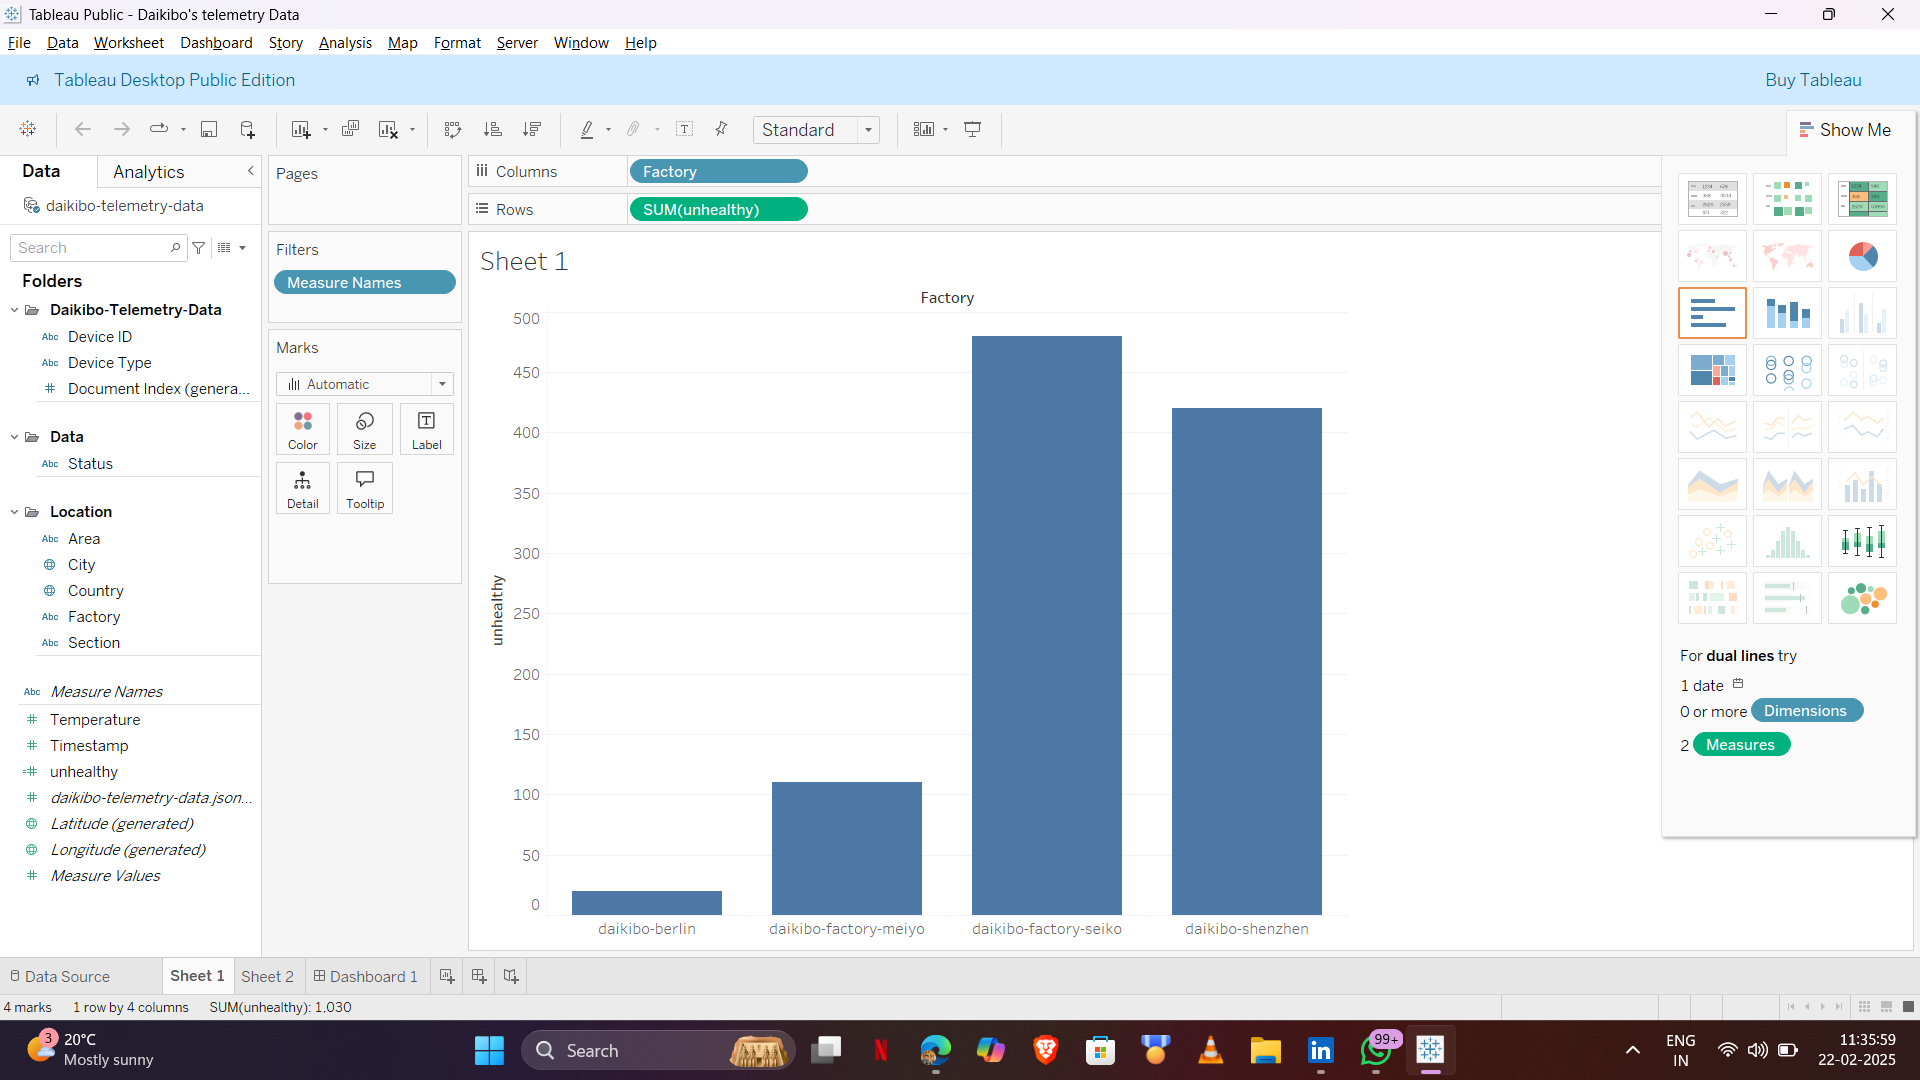 Tableau Public - Daikibo's telemetry Data
File Data Worksheet Dashboard Story Analysis Map Format Server Window Help
Tableau Desktop Public Edition
Buy Tableau
Standard
Show Me
Data
Analytics
daikibo-telemetry-data
Search
Folders
Daikibo-Telemetry-Data
Abc Device ID
Abc Device Type
Document Index (genera...
Data
Abc Status
Location
Abc Area
City
Country
Abc Factory
Abc Section
Abc Measure Names
Temperature
Timestamp
unhealthy
daikibo-telemetry-data.json...
Latitude (generated)
Longitude (generated)
Measure Values
Pages
Filters
Measure Names
Marks
Automatic
Color Size Label
Detail Tooltip
Columns Factory
Rows SUM(unhealthy)
Sheet 1
Factory
500
450
400
350
300
250
200
150
100
50
0
unhealthy
daikibo-berlin daikibo-factory-meiyo daikibo-factory-seiko daikibo-shenzhen
For dual lines try
1 date
0 or more Dimensions
2 Measures
Data Source Sheet 1 Sheet 2 Dashboard 1
4 marks 1 row by 4 columns SUM(unhealthy): 1,030
3
20°C
Mostly sunny
Search
99+
ENG
IN
11:35:59
22-02-2025